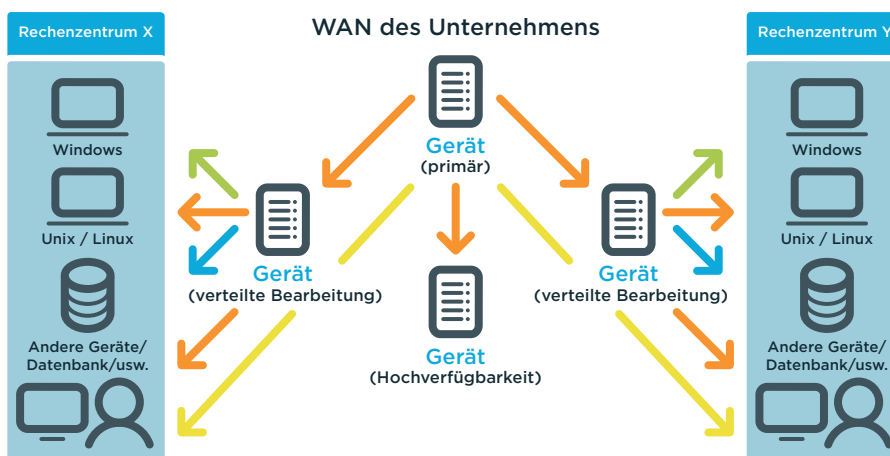 Rechenzentrum X
Windows
Unix / Linux
Andere Geräte/
Datenbank/usw.
WAN des Unternehmens
Gerät
(primär)
Gerät
(verteilte Bearbeitung)
Gerät
(Hochverfügbarkeit)
Gerät
(verteilte Bearbeitung)
Rechenzentrum Y
Windows
Unix / Linux
Andere Geräte/
Datenbank/usw.